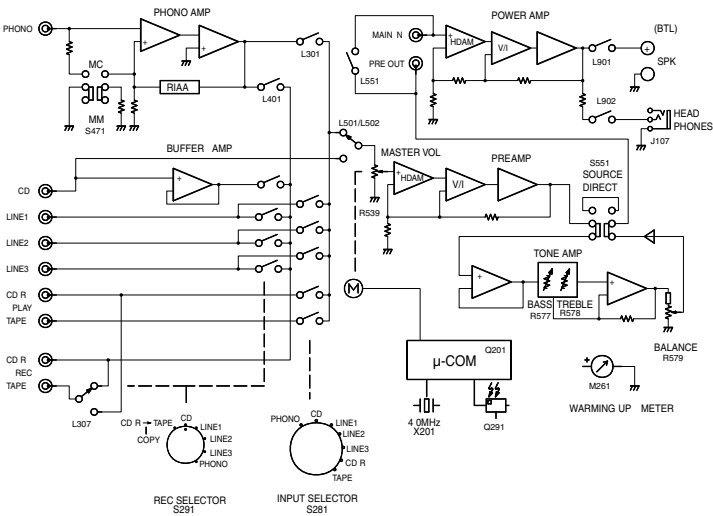 PHONO AMP
POWER AMP
(BTL)
PHONO
MAIN N
L301
HDAM
V/I
L901
SPK
MC
PRE OUT
L551
RIAA
L401
MM
S471
L902
HEAD
PHONES
J107
L501/L502
BUFFER AMP
MASTER VOL
PREAMP
S551
SOURCE
DIRECT
HDAM
V/I
CD
R539
LINE1
LINE2
TONE AMP
LINE3
BASS TREBLE
R577 R578
CD R
PLAY
TAPE
M
BALANCE
R579
CD R
REC
TAPE
µ-COM
Q201
M261
WARMING UP METER
4 0MHz
X201
Q291
L307
CD R → TAPE
COPY
CD
LINE1
LINE2
LINE3
PHONO
PHONO
CD
LINE1
LINE2
LINE3
CD R
TAPE
REC SELECTOR
S291
INPUT SELECTOR
S281